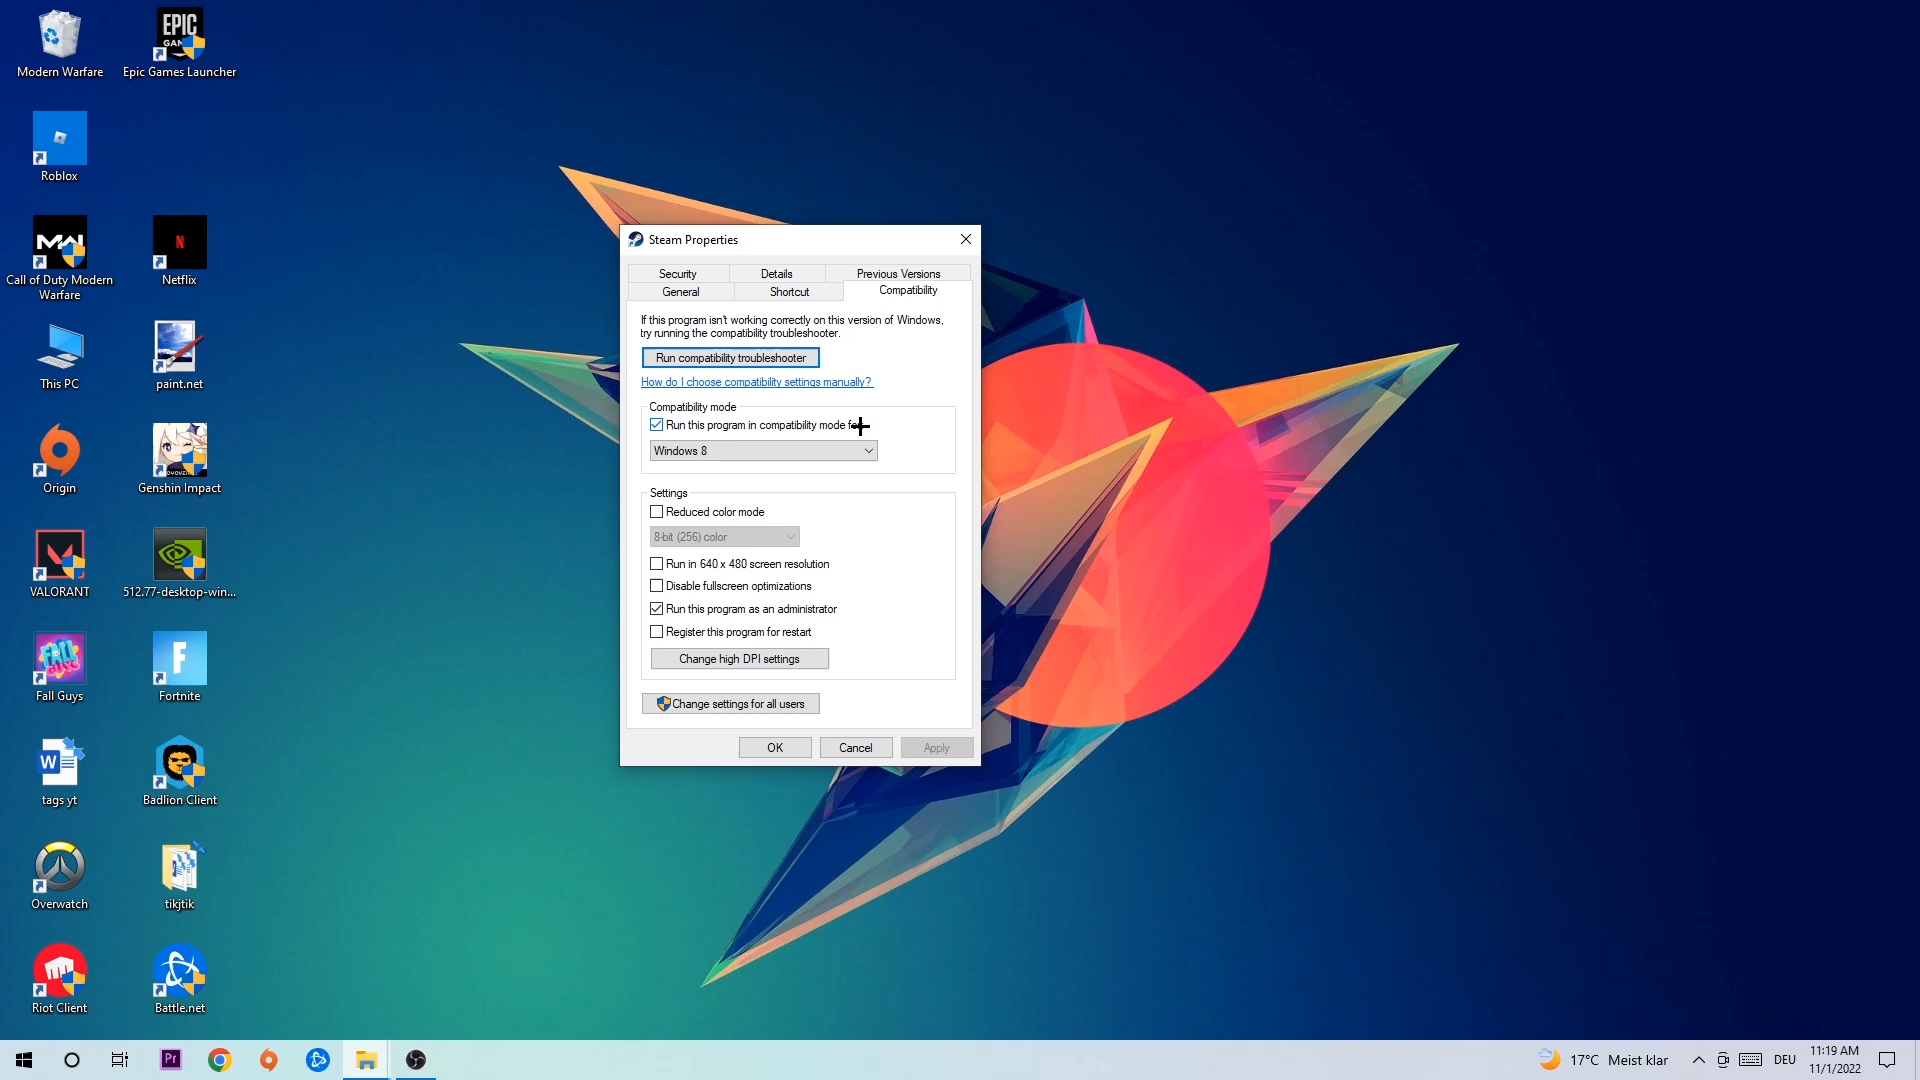 EPIC
Modern Warfare
Epic Games Launcher
Roblox
MW
N
Call of Duty Modern
Warfare
Netflix
This PC
paint.net
Origin
Genshin Impact
VALORANT
512.77-desktop-win...
FALL
GUYS
F
Fall Guys
Fortnite
W
tags yt
Badlion Client
Overwatch
tikjtik
Riot Client
Battle.net
Steam Properties
Security
Details
Previous Versions
General
Shortcut
Compatibility
If this program isn't working correctly on this version of Windows,
try running the compatibility troubleshooter.
Run compatibility troubleshooter
How do I choose compatibility settings manually?
Compatibility mode
Run this program in compatibility mode
Windows 8
Settings
Reduced color mode
8-bit (256) color
Run in 640 x 480 screen resolution
Disable fullscreen optimizations
Run this program as an administrator
Register this program for restart
Change high DPI settings
Change settings for all users
OK
Cancel
Apply
Pr
17°C Meist klar
DEU
11:19 AM
11/1/2022